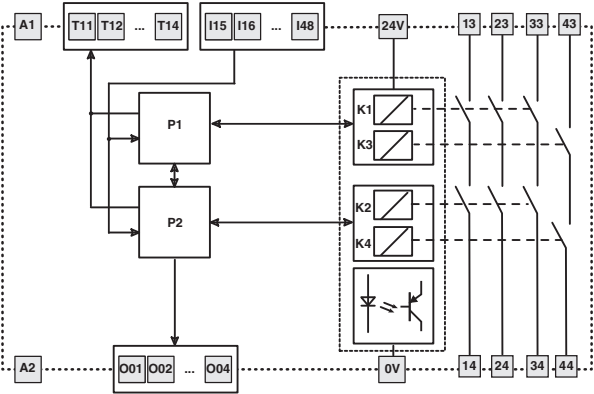 A1 T11 T12 ... T14 I15 I16 ... I48 24V 13 23 33 43
P1
K1
K3
P2
K2
K4
A2 O01 O02 ... O04 0V 14 24 34 44